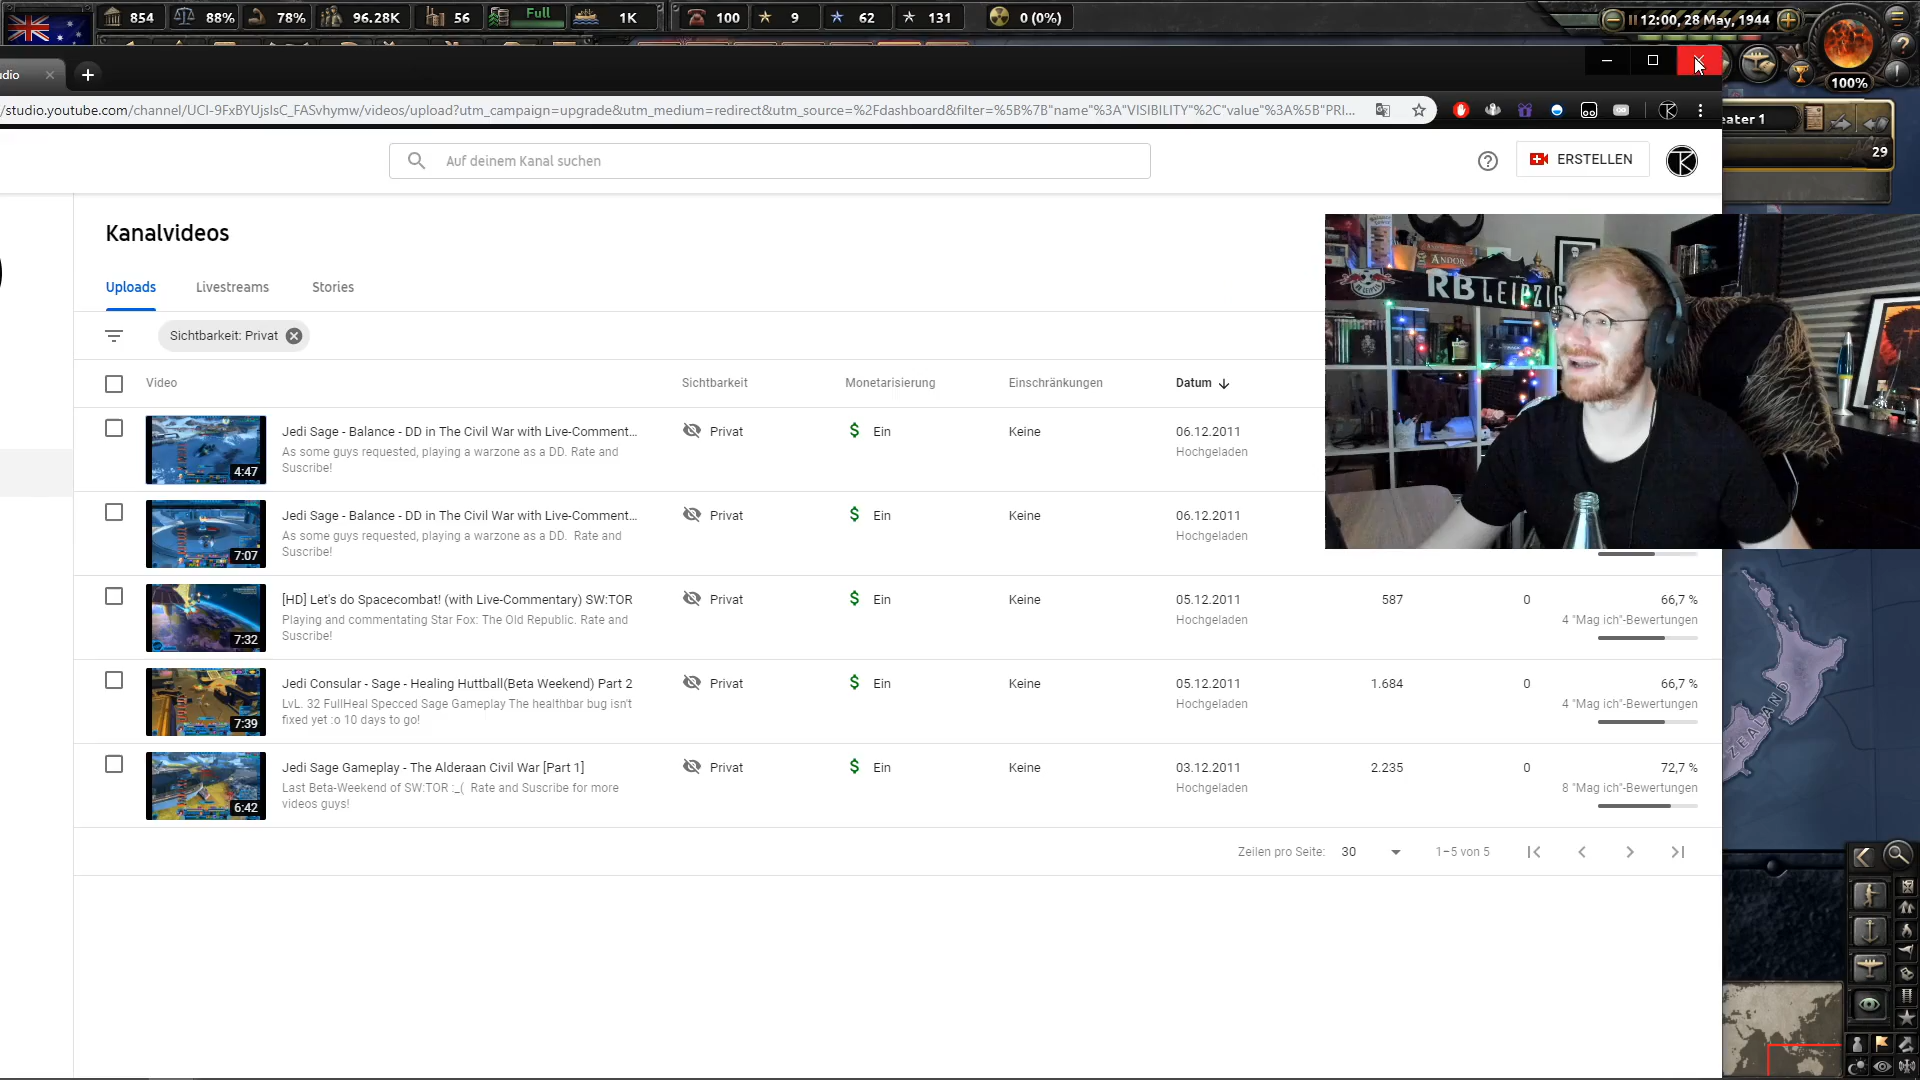 854 88% 78% 96.28K 56 Full 1K 100 9 62 131 0 (0%) 12:00, 28 May, 1944
100%
dio
/studio.youtube.com/channel/UCI-9FxBYUjsIsC_FASvhymw/videos/upload?utm_campaign=upgrade&utm_medium=redirect&utm_source=%2Fdashboard&filter=%5B%7B"name"%3A"VISIBILITY"%2C"value"%3A%5B"PRI...
eater 1
29
Auf deinem Kanal suchen
ERSTELLEN
Kanalvideos
Uploads Livestreams Stories
Sichtbarkeit: Privat
Video Sichtbarkeit Monetarisierung Einschränkungen Datum
ANDOR
RB LEIPZIG
Jedi Sage - Balance - DD in The Civil War with Live-Comment... Privat Ein Keine 06.12.2011
As some guys requested, playing a warzone as a DD. Rate and Hochgeladen
Suscribe!
4:47
Jedi Sage - Balance - DD in The Civil War with Live-Comment... Privat Ein Keine 06.12.2011
As some guys requested, playing a warzone as a DD. Rate and Hochgeladen
Suscribe!
7:07
[HD] Let's do Spacecombat! (with Live-Commentary) SW:TOR Privat Ein Keine 05.12.2011 587 0 66,7 %
Playing and commentating Star Fox: The Old Republic. Rate and Hochgeladen 4 "Mag ich"-Bewertungen
Suscribe!
7:32
Jedi Consular - Sage - Healing Huttball(Beta Weekend) Part 2 Privat Ein Keine 05.12.2011 1.684 0 66,7 %
LvL. 32 FullHeal Specced Sage Gameplay The healthbar bug isn't Hochgeladen 4 "Mag ich"-Bewertungen
fixed yet :o 10 days to go!
7:39
Jedi Sage Gameplay - The Alderaan Civil War [Part 1] Privat Ein Keine 03.12.2011 2.235 0 72,7 %
Last Beta-Weekend of SW:TOR :_( Rate and Suscribe for more Hochgeladen 8 "Mag ich"-Bewertungen
videos guys!
6:42
ZEALAND
Zeilen pro Seite: 30 1–5 von 5